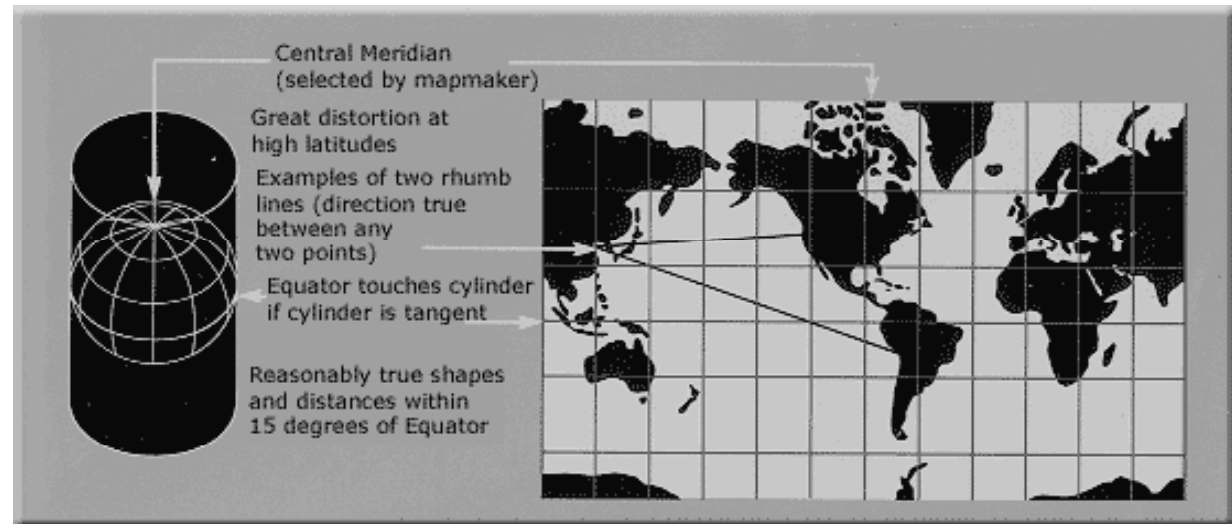 Central Meridian
(selected by mapmaker)
Great distortion at
high latitudes
Examples of two rhumb
lines (direction true
between any
two points)
Equator touches cylinder
if cylinder is tangent
Reasonably true shapes
and distances within
15 degrees of Equator